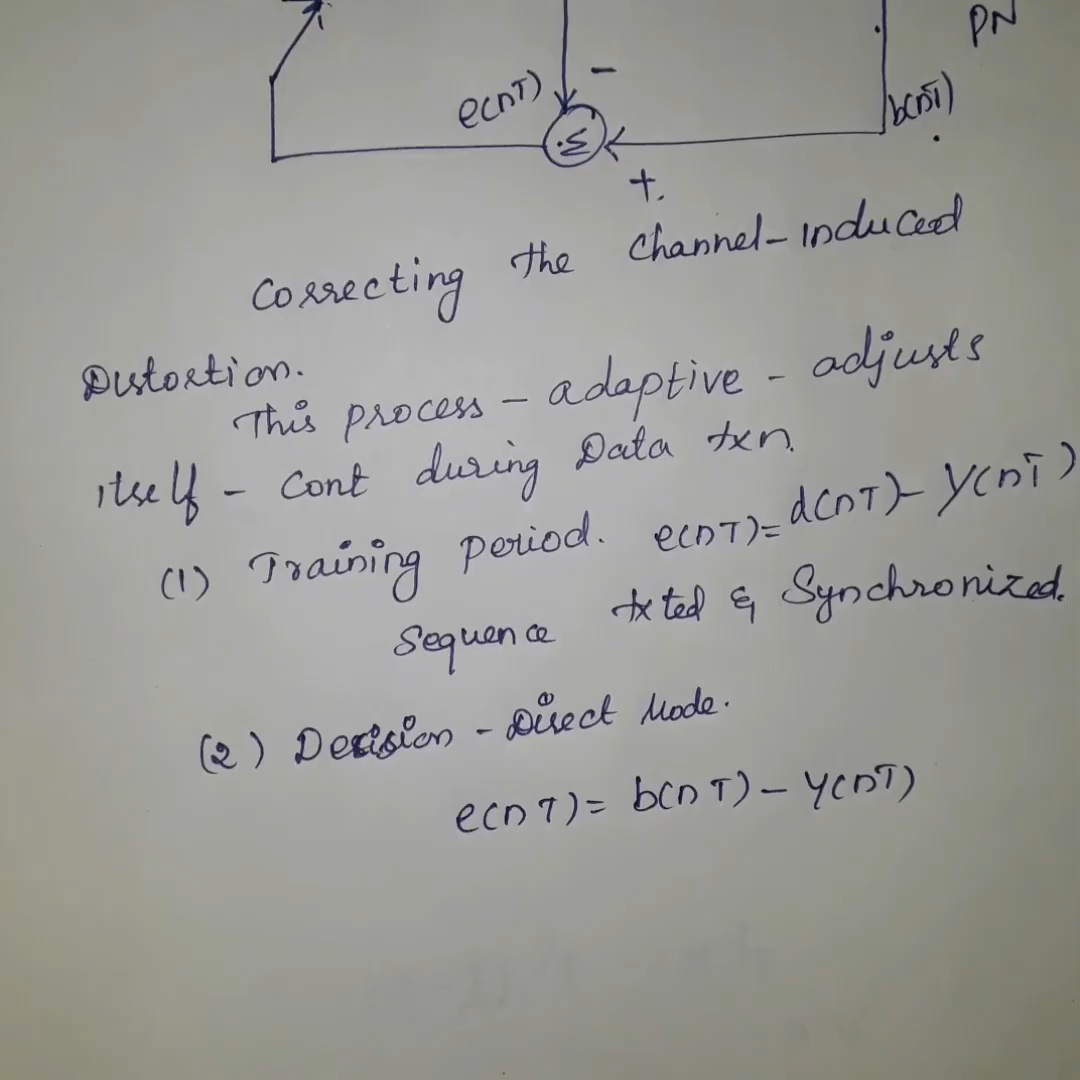 PN
e(nT) -
b(nT)
Σ
+.
Correcting the channel-induced
Distortion.
This process - adaptive - adjusts
itself - cont during Data txn.
(1) Training period. e(nT)= d(nT)- y(nT)
Sequence txted & Synchronized.
(2) Decision - Direct Mode.
e(nT)= b(nT)- y(nT)